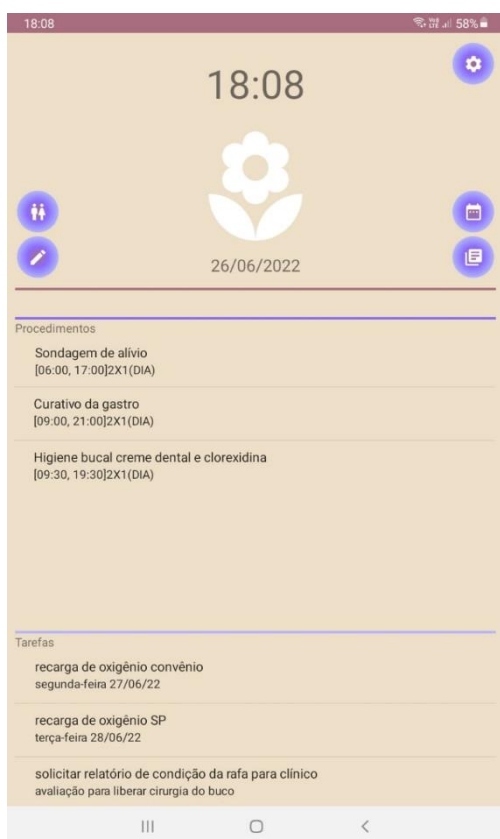 18:08
58%
18:08
26/06/2022
Procedimentos
Sondagem de alívio
[06:00, 17:00]2X1(DIA)
Curativo da gastro
[09:00, 21:00]2X1(DIA)
Higiene bucal creme dental e clorexidina
[09:30, 19:30]2X1(DIA)
Tarefas
recarga de oxigênio convênio
segunda-feira 27/06/22
recarga de oxigênio SP
terça-feira 28/06/22
solicitar relatório de condição da rafa para clínico
avaliação para liberar cirurgia do buco